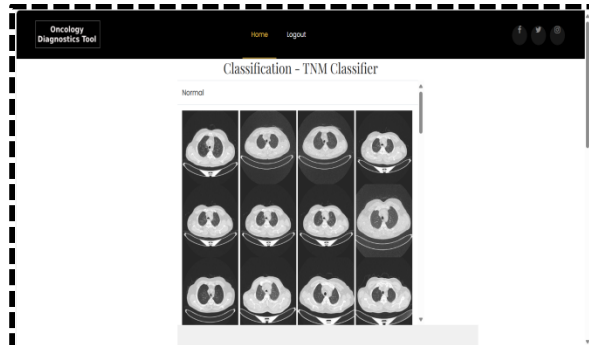 Oncology
Diagnostics Tool
Home
Logout
Classification - TNM Classifier
Normal